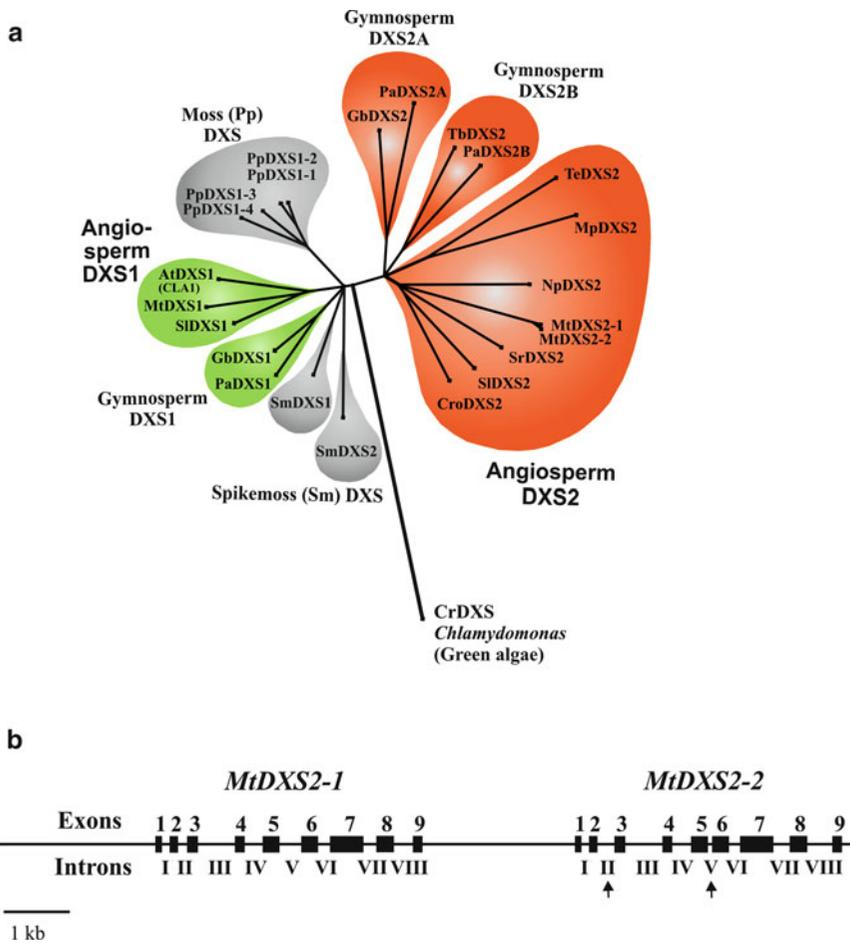 a
Gymnosperm
DXS2A
Gymnosperm
DXS2B
Moss (Pp)
DXS
PaDXS2A
GbDXS2
TbDXS2
PaDXS2B
PpDXS1-2
PpDXS1-1
PpDXS1-3
PpDXS1-4
TeDXS2
MpDXS2
Angio-
sperm
DXS1
AtDXS1
(CLA1)
MtDXS1
SlDXS1
NpDXS2
MtDXS2-1
MtDXS2-2
SrDXS2
SlDXS2
CroDXS2
GbDXS1
PaDXS1
Gymnosperm
DXS1
SmDXS1
SmDXS2
Spikemoss (Sm) DXS
Angiosperm
DXS2
CrDXS
Chlamydomonas
(Green algae)
b
MtDXS2-1 MtDXS2-2
Exons 1 2 3 4 5 6 7 8 9 1 2 3 4 5 6 7 8 9
Introns I II III IV V VI VII VIII I II III IV V VI VII VIII
1 kb